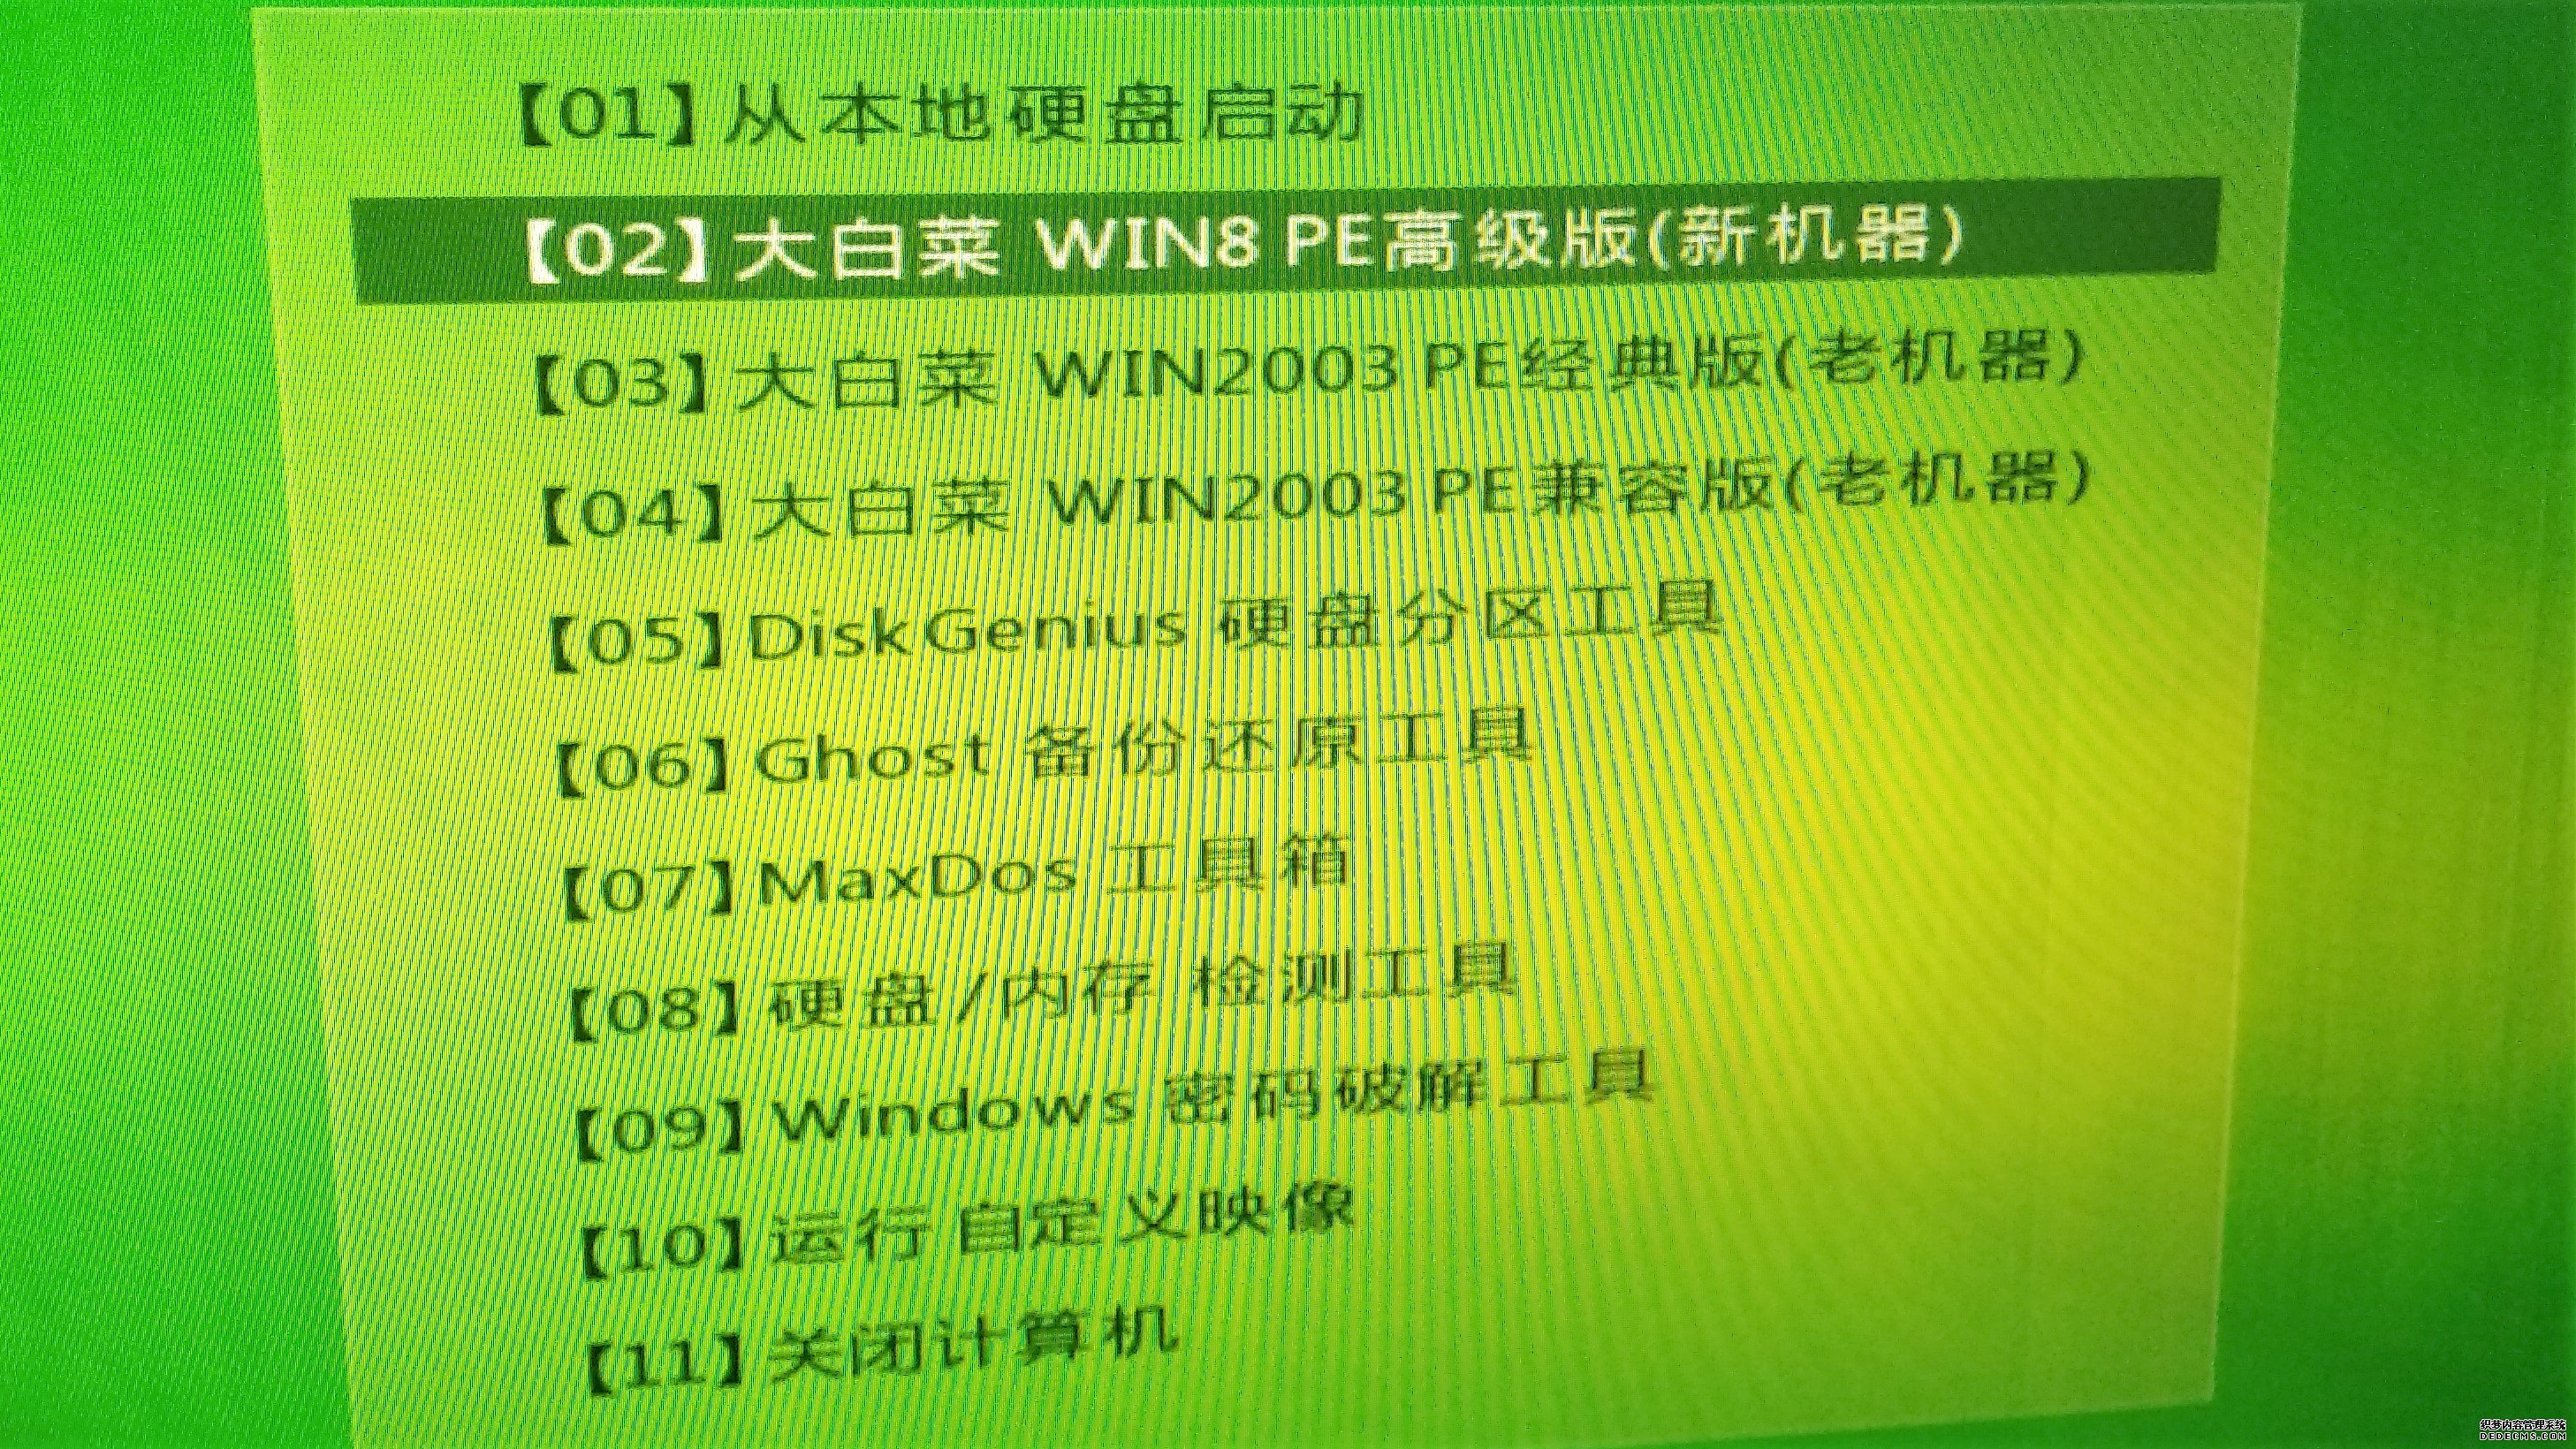 【01】从本地硬盘启动
【02】大白菜 WIN8 PE高级版(新机器)
【03】大白菜 WIN2003 PE经典版(老机器)
【04】大白菜 WIN2003 PE兼容版(老机器)
【05】DiskGenius 硬盘分区工具
【06】Ghost 备份还原工具
【07】MaxDos 工具箱
【08】硬盘/内存 检测工具
【09】Windows 密码破解工具
【10】运行自定义映像
【11】关闭计算机
织梦内容管理系统
DEDECMS.COM